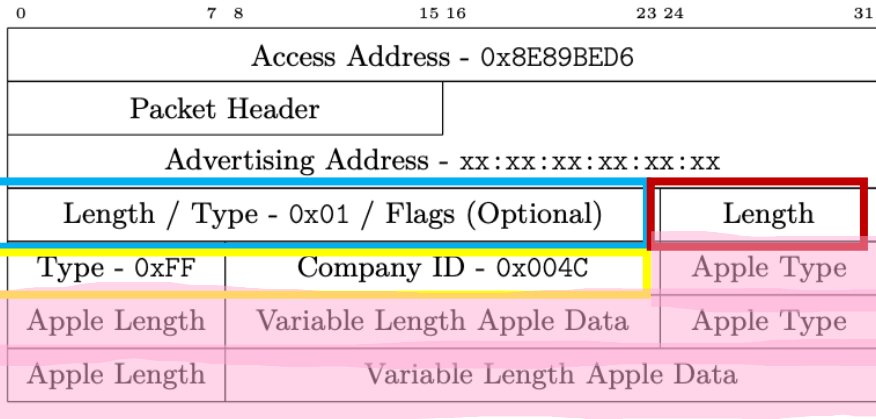 0 7 8 15 16 23 24 31
Access Address - 0x8E89BED6
Packet Header
Advertising Address - xx:xx:xx:xx:xx:xx
Length / Type - 0x01 / Flags (Optional) Length
Type - 0xFF Company ID - 0x004C Apple Type
Apple Length Variable Length Apple Data Apple Type
Apple Length Variable Length Apple Data